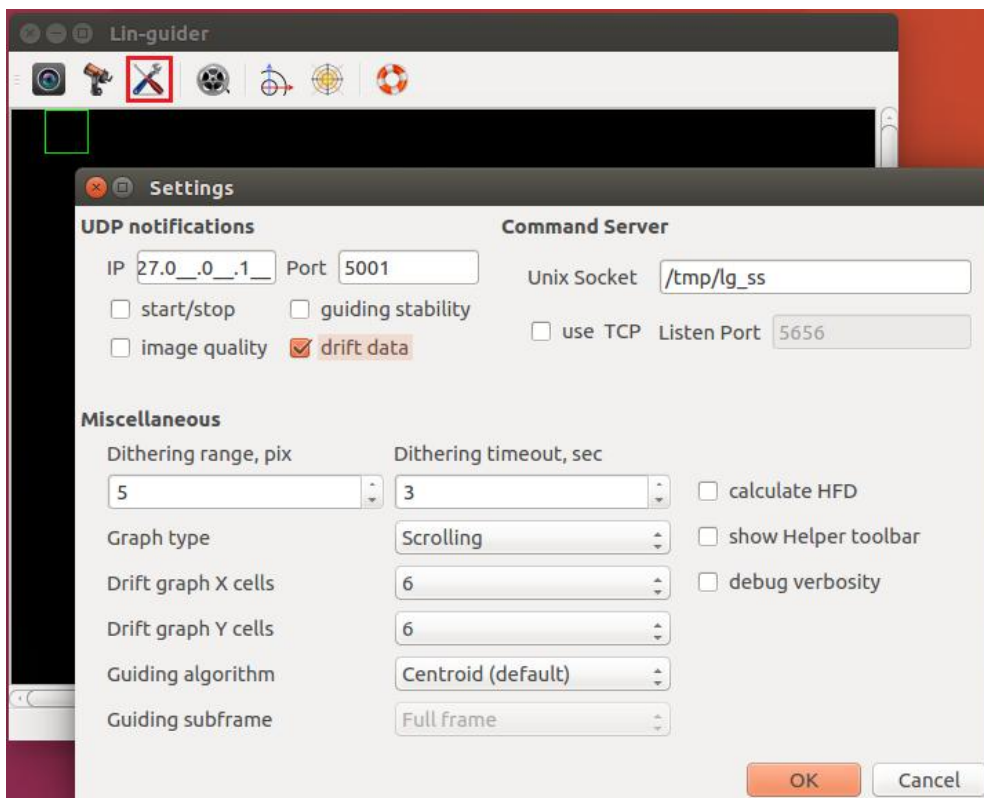 Lin-guider
Settings
UDP notifications
IP 27.0__.0__.1__ Port 5001
start/stop guiding stability
image quality drift data
Command Server
Unix Socket /tmp/lg_ss
use TCP Listen Port 5656
Miscellaneous
Dithering range, pix Dithering timeout, sec
5 3 calculate HFD
Graph type Scrolling show Helper toolbar
Drift graph X cells 6 debug verbosity
Drift graph Y cells 6
Guiding algorithm Centroid (default)
Guiding subframe Full frame
OK Cancel